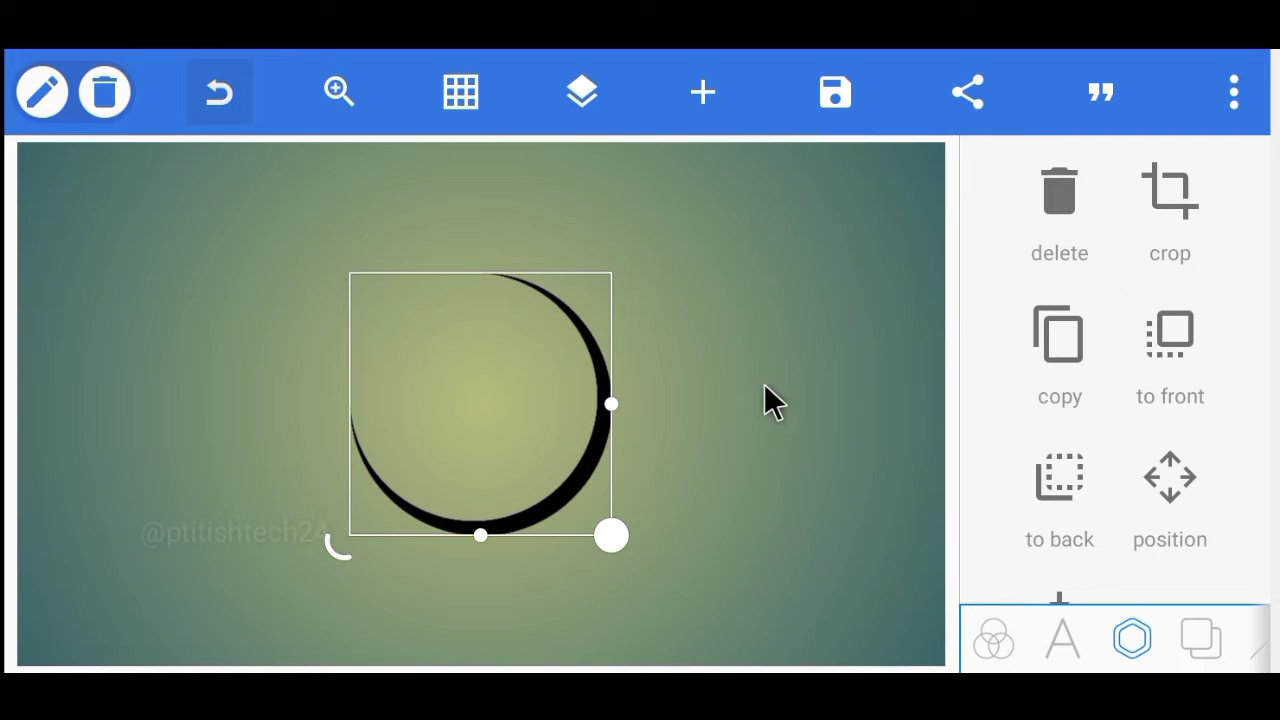 delete
crop
copy
to front
@ptitishtech24
to back
position